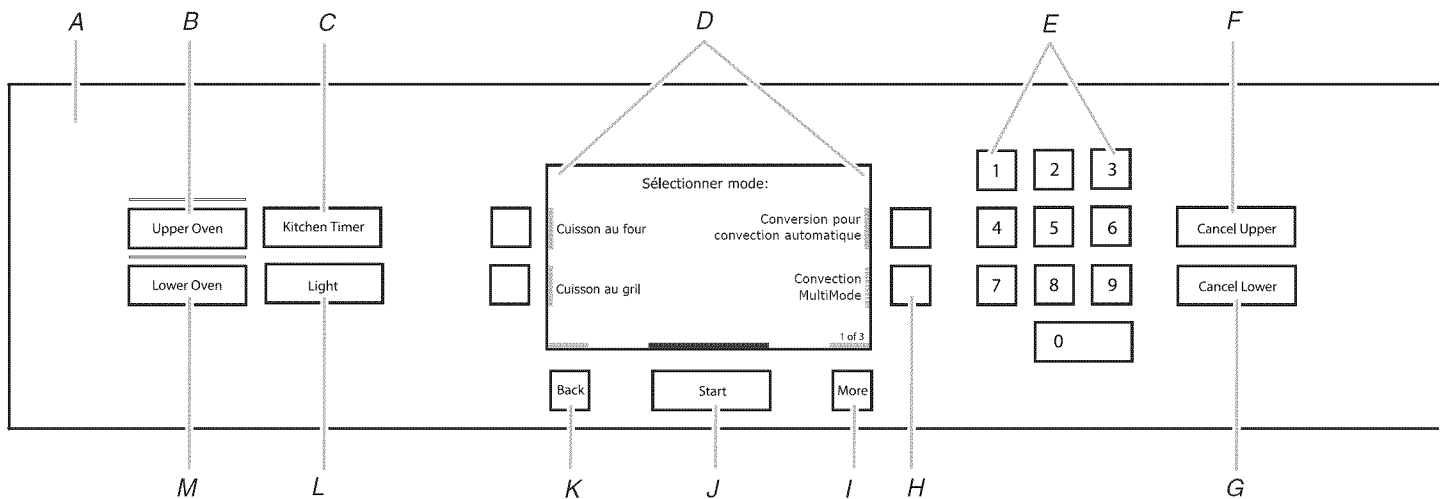 A B C D E F
Sélectionner mode:
1 2 3
Upper Oven Kitchen Timer
Cuisson au four
Conversion pour
convection automatique
4 5 6
Cancel Upper
Lower Oven Light
Cuisson au gril
Convection
MultiMode
7 8 9
Cancel Lower
1 of 3
0
Back Start More
M L K J I H G